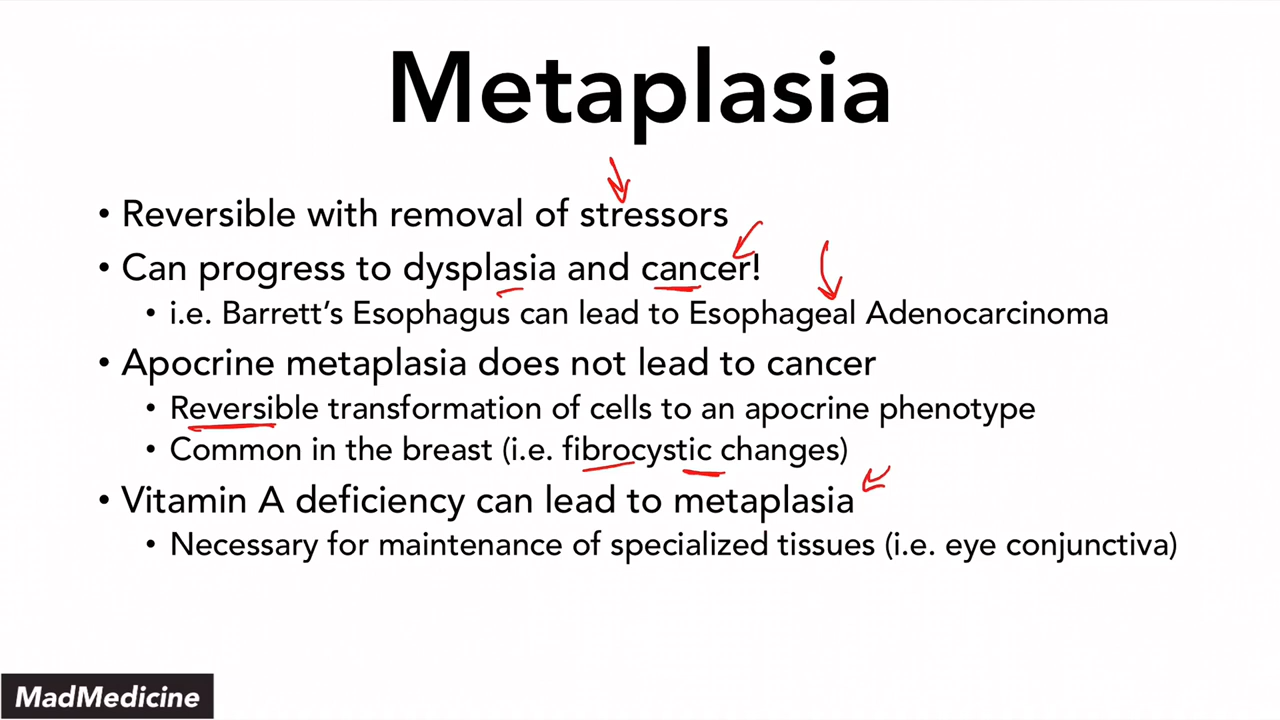 Metaplasia
• Reversible with removal of stressors
• Can progress to dysplasia and cancer!
• i.e. Barrett’s Esophagus can lead to Esophageal Adenocarcinoma
• Apocrine metaplasia does not lead to cancer
• Reversible transformation of cells to an apocrine phenotype
• Common in the breast (i.e. fibrocystic changes)
• Vitamin A deficiency can lead to metaplasia
• Necessary for maintenance of specialized tissues (i.e. eye conjunctiva)
MadMedicine